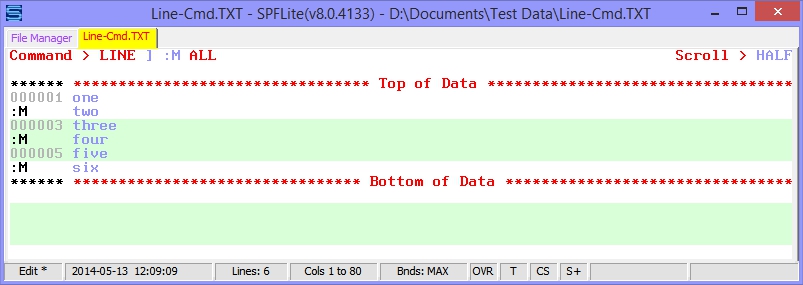 Line-Cmd.TXT - SPFLite(v8.0.4133) - D:\Documents\Test Data\Line-Cmd.TXT
File Manager Line-Cmd.TXT
Command > LINE ] :M ALL Scroll > HALF
****** ********************************* Top of Data **********************************
000001 one
:M two
000003 three
:M four
000005 five
:M six
****** ******************************** Bottom of Data ********************************
Edit * 2014-05-13 12:09:09 Lines: 6 Cols 1 to 80 Bnds: MAX OVR T CS S+